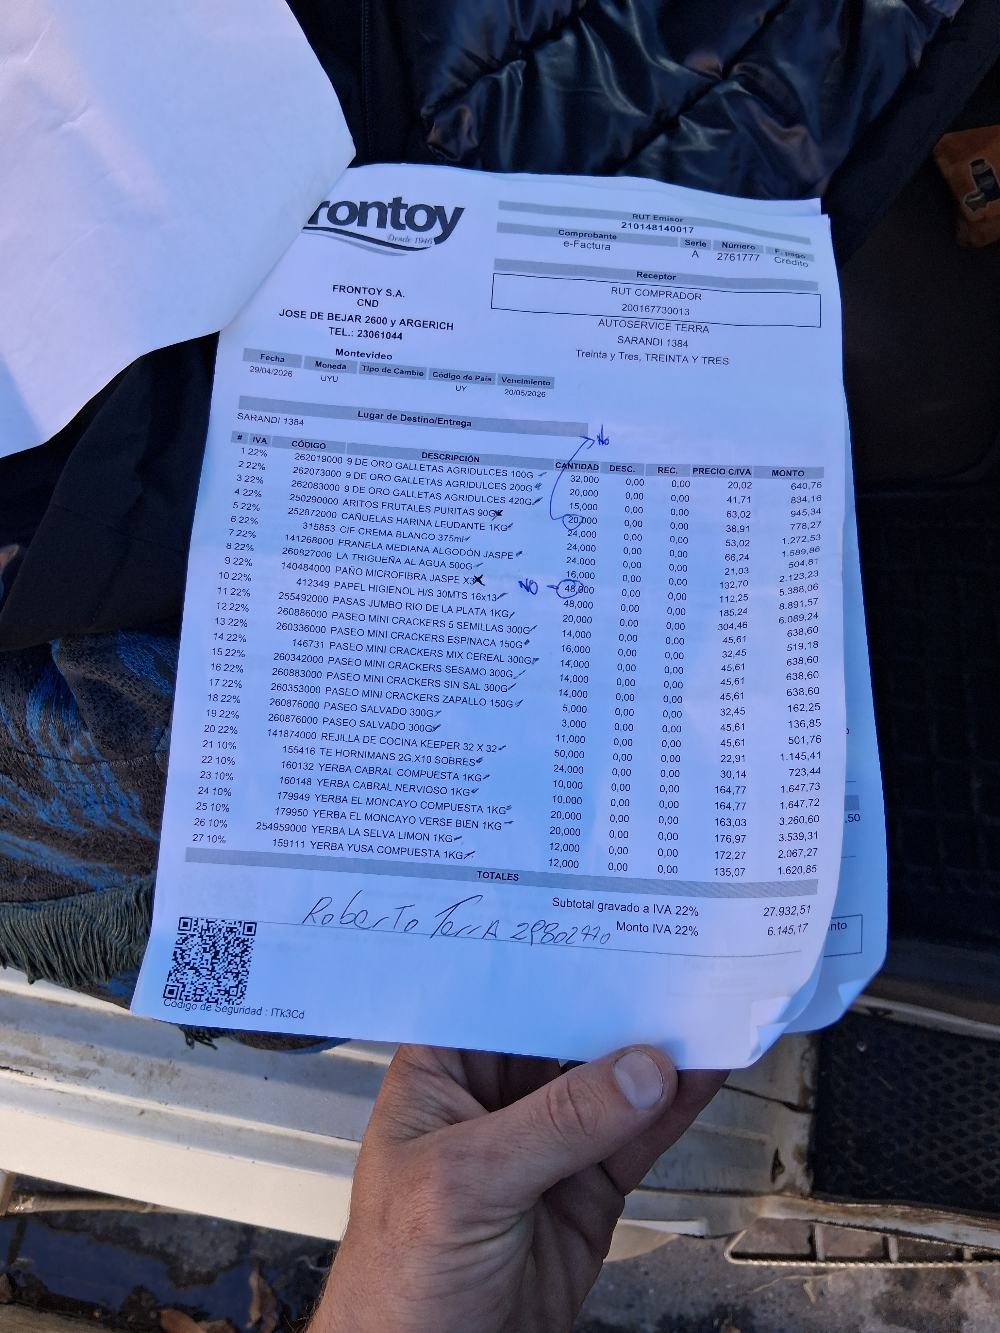 rontoy
Desde 1946
RUT Emisor
210148140017
Comprobante Serie Número F. pago
e-Factura A 2761777 Crédito
Receptor
RUT COMPRADOR
200167730013
AUTOSERVICE TERRA
SARANDI 1384
Treinta y Tres, TREINTA Y TRES
FRONTOY S.A.
CND
JOSE DE BEJAR 2600 y ARGERICH
TEL.: 23061044
Montevideo
Fecha Moneda Tipo de Cambio Código de País Vencimiento
29/04/2026 UYU UY 20/05/2026
Lugar de Destino/Entrega
SARANDI 1384
No
# IVA CÓDIGO DESCRIPCIÓN CANTIDAD DESC. REC. PRECIO C/IVA MONTO
1 22% 262019000 9 DE ORO GALLETAS AGRIDULCES 100G 32,000 0,00 0,00 20,02 640,76
2 22% 262073000 9 DE ORO GALLETAS AGRIDULCES 200G 20,000 0,00 0,00 41,71 834,16
3 22% 262083000 9 DE ORO GALLETAS AGRIDULCES 420G 15,000 0,00 0,00 63,02 945,34
4 22% 250290000 ARITOS FRUTALES PURITAS 90G 20,000 0,00 0,00 38,91 778,27
5 22% 252872000 CAÑUELAS HARINA LEUDANTE 1KG 24,000 0,00 0,00 53,02 1.272,53
6 22% 315853 CIF CREMA BLANCO 375ml 24,000 0,00 0,00 66,24 1.589,86
7 22% 141268000 FRANELA MEDIANA ALGODÓN JASPE 24,000 0,00 0,00 21,03 504,81
8 22% 260827000 LA TRIGUEÑA AL AGUA 500G 16,000 0,00 0,00 132,70 2.123,23
9 22% 140484000 PAÑO MICROFIBRA JASPE X3 NO 48,000 0,00 0,00 112,25 5.388,06
10 22% 412349 PAPEL HIGIENOL H/S 30MTS 16x13 48,000 0,00 0,00 185,24 8.891,57
11 22% 255492000 PASAS JUMBO RIO DE LA PLATA 1KG 20,000 0,00 0,00 304,46 6.089,24
12 22% 260886000 PASEO MINI CRACKERS 5 SEMILLAS 300G 14,000 0,00 0,00 45,61 638,60
13 22% 260336000 PASEO MINI CRACKERS ESPINACA 150G 16,000 0,00 0,00 32,45 519,18
14 22% 146731 PASEO MINI CRACKERS MIX CEREAL 300G 14,000 0,00 0,00 45,61 638,60
15 22% 260342000 PASEO MINI CRACKERS SESAMO 300G 14,000 0,00 0,00 45,61 638,60
16 22% 260883000 PASEO MINI CRACKERS SIN SAL 300G 14,000 0,00 0,00 45,61 638,60
17 22% 260353000 PASEO MINI CRACKERS ZAPALLO 150G 5,000 0,00 0,00 32,45 162,25
18 22% 260876000 PASEO SALVADO 300G 3,000 0,00 0,00 45,61 136,85
19 22% 260876000 PASEO SALVADO 300G 11,000 0,00 0,00 45,61 501,76
20 22% 141874000 REJILLA DE COCINA KEEPER 32 X 32 50,000 0,00 0,00 22,91 1.145,41
21 10% 155416 TE HORNIMANS 2G.X10 SOBRES 24,000 0,00 0,00 30,14 723,44
22 10% 160132 YERBA CABRAL COMPUESTA 1KG 10,000 0,00 0,00 164,77 1.647,73
23 10% 160148 YERBA CABRAL NERVIOSO 1KG 10,000 0,00 0,00 164,77 1.647,72
24 10% 179949 YERBA EL MONCAYO COMPUESTA 1KG 20,000 0,00 0,00 163,03 3.260,60
25 10% 179950 YERBA EL MONCAYO VERSE BIEN 1KG 20,000 0,00 0,00 176,97 3.539,31
26 10% 254959000 YERBA LA SELVA LIMON 1KG 12,000 0,00 0,00 172,27 2.067,27
27 10% 159111 YERBA YUSA COMPUESTA 1KG 12,000 0,00 0,00 135,07 1.620,85
TOTALES
Subtotal gravado a IVA 22% 27.932,51
Monto IVA 22% 6.145,17
Roberto TerrA 29802770
Código de Seguridad : ITk3Cd
.50
nto